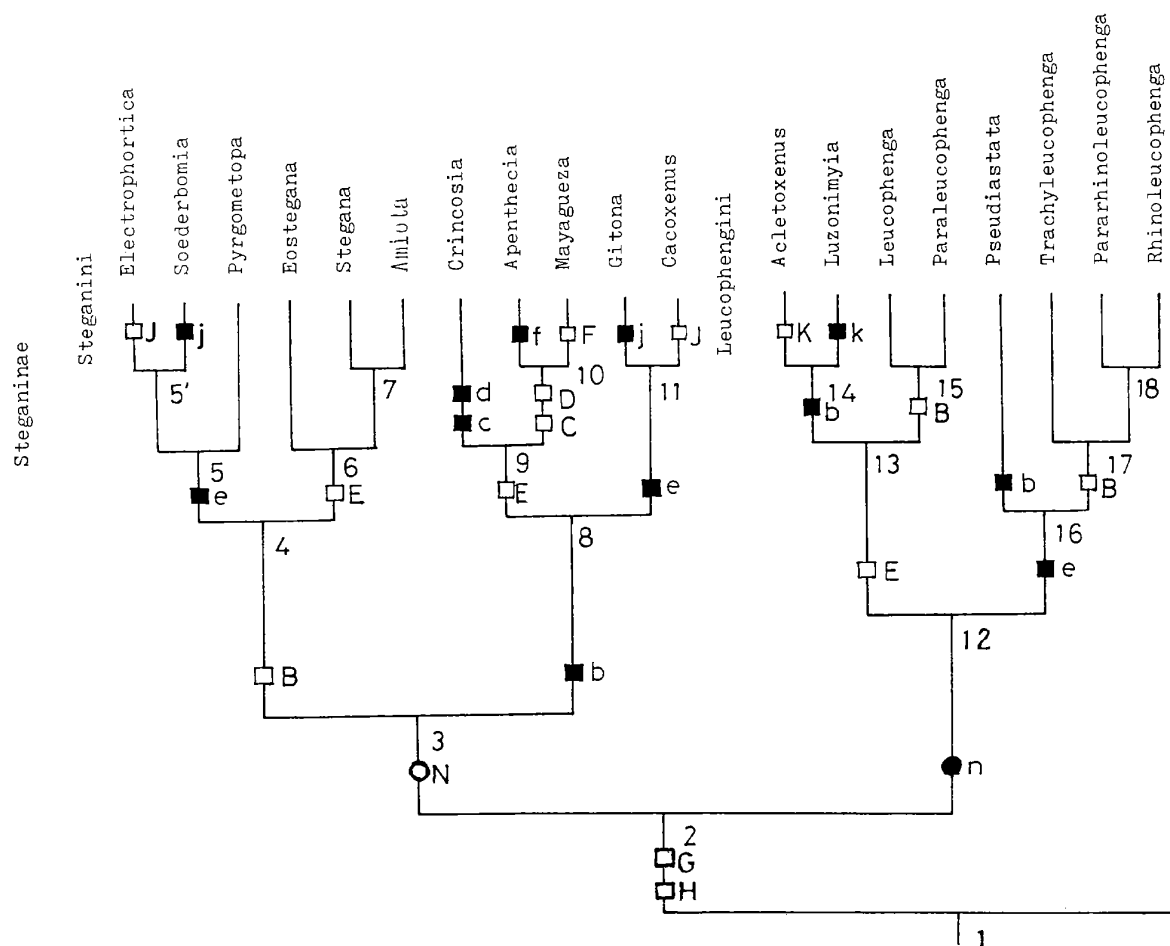 Steganinae
Steganini
Electrophortica
Soederbomia
Pyrgometopa
Eostegana
Stegana
Amiota
Crincosia
Apenthecia
Mayagueza
Gitona
Cacoxenus
Leucophengini
Acletoxenus
Luzonimyia
Leucophenga
Paraleucophenga
Pseudiastata
Trachyleucophenga
Pararhinoleucophenga
Rhinoleucophenga
J j f F j J K k
5' 7 10 11 14 15 18
d D b B
c C
5 6 9 13 17
e E E e b B
4 8 16
E e
12
B b
3
N n
2
G
H
1